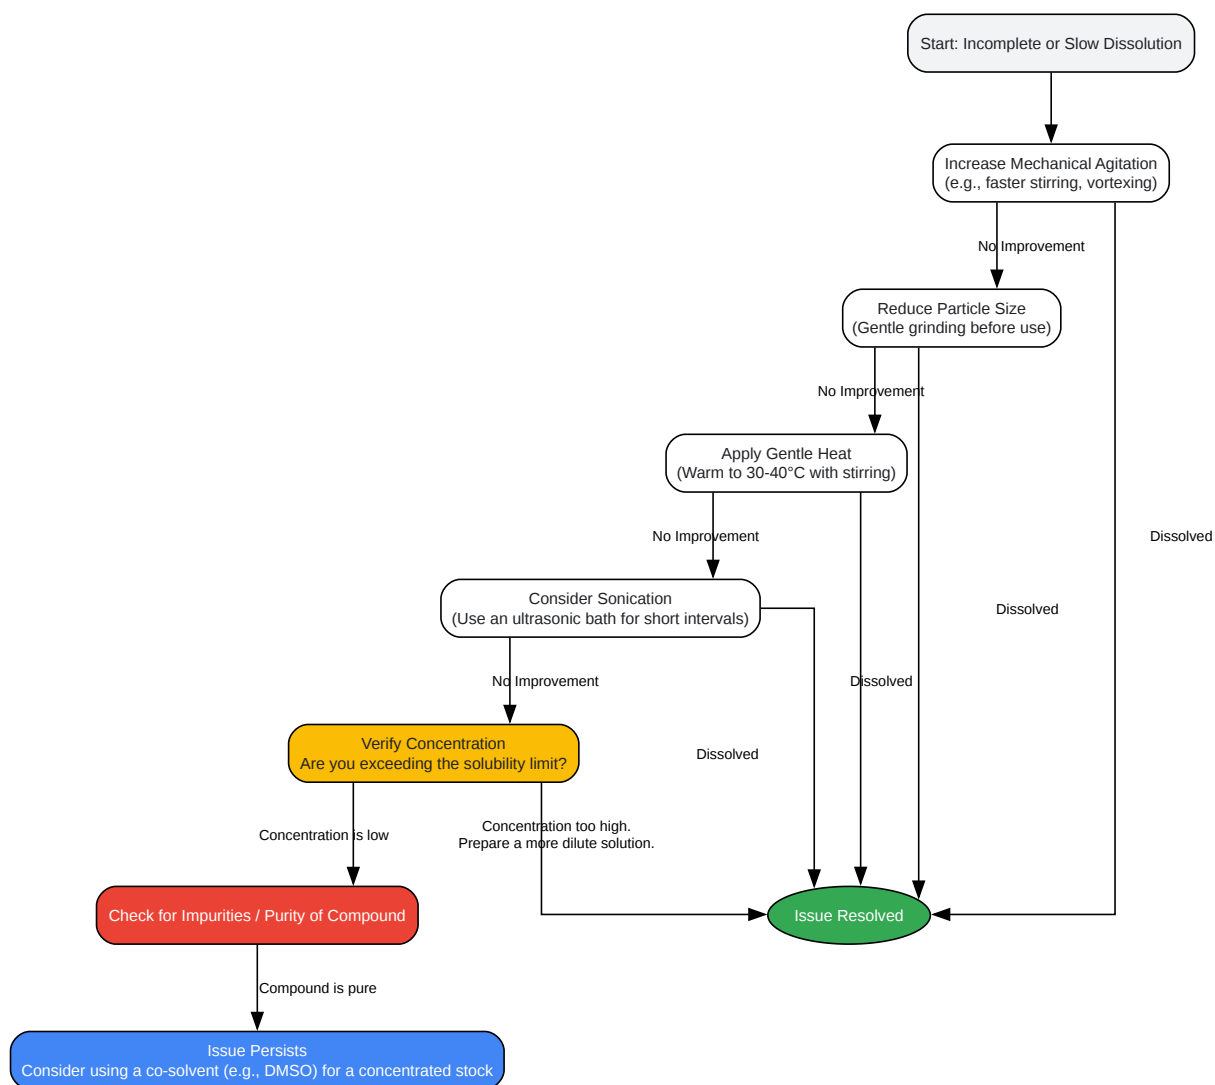 Start: Incomplete or Slow Dissolution
Increase Mechanical Agitation
(e.g., faster stirring, vortexing)
No Improvement
Reduce Particle Size
(Gentle grinding before use)
No Improvement
Apply Gentle Heat
(Warm to 30-40°C with stirring)
No Improvement
Dissolved
Consider Sonication
(Use an ultrasonic bath for short intervals)
Dissolved
No Improvement
Dissolved
Verify Concentration
Are you exceeding the solubility limit?
Dissolved
Concentration is low
Concentration too high.
Prepare a more dilute solution.
Check for Impurities / Purity of Compound
Issue Resolved
Compound is pure
Issue Persists
Consider using a co-solvent (e.g., DMSO) for a concentrated stock